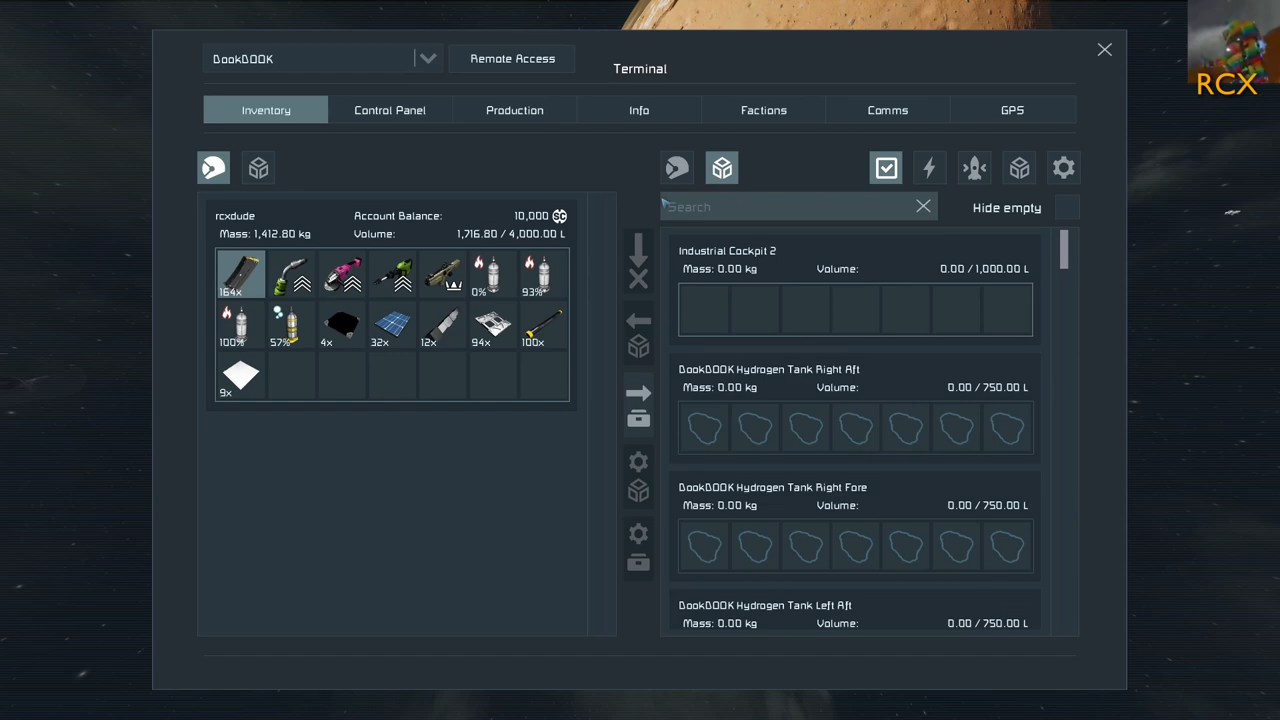 DookDOOK
Remote Access
Terminal
RCX
Inventory
Control Panel
Production
Info
Factions
Comms
GPS
Search
Hide empty
rcxdude
Account Balance:
10,000 SC
Mass: 1,412.80 kg
Volume:
1,716.80 / 4,000.00 L
164x
0%
93%
100%
57%
4x
32x
12x
94x
100x
9x
Industrial Cockpit 2
Mass: 0.00 kg
Volume:
0.00 / 1,000.00 L
DookDOOK Hydrogen Tank Right Aft
Mass: 0.00 kg
Volume:
0.00 / 750.00 L
DookDOOK Hydrogen Tank Right Fore
Mass: 0.00 kg
Volume:
0.00 / 750.00 L
DookDOOK Hydrogen Tank Left Aft
Mass: 0.00 kg
Volume:
0.00 / 750.00 L